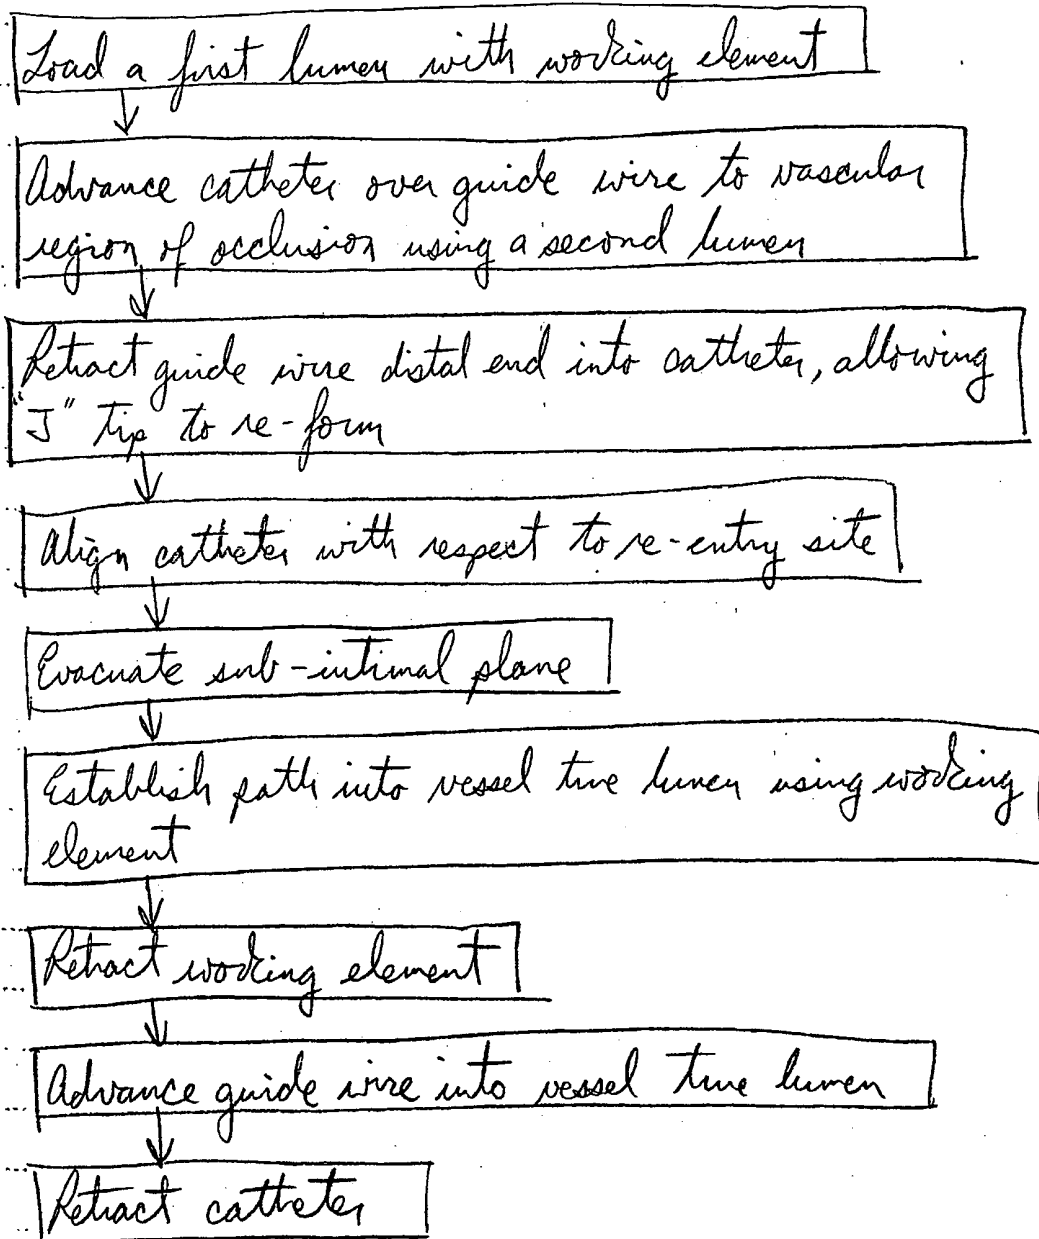 Load a first lumen with working element
Advance catheter over guide wire to vascular
region of occlusion using a second lumen
Retract guide wire distal end into catheter, allowing
"J" tip to re-form
Align catheter with respect to re-entry site
Evacuate sub-intimal plane
Establish path into vessel true lumen using working
element
Retract working element
Advance guide wire into vessel true lumen
Retract catheter